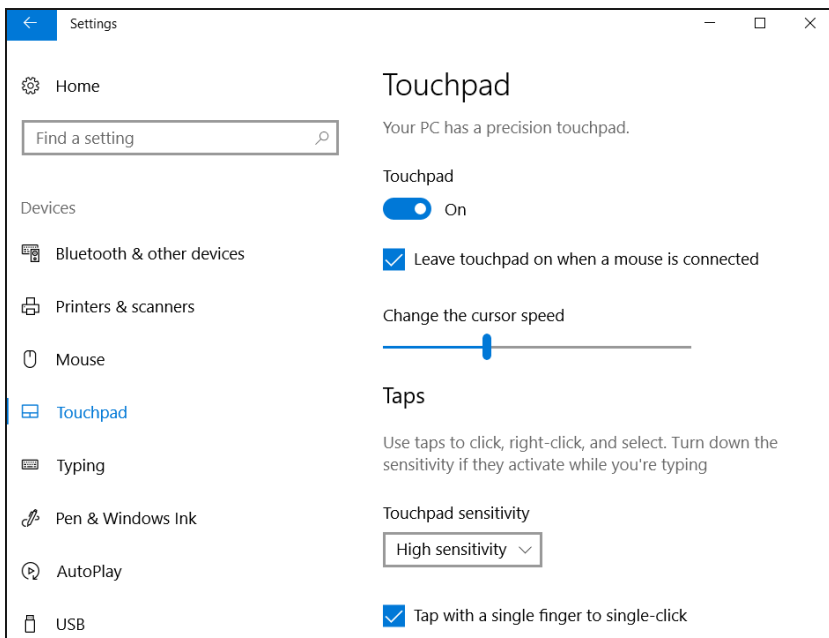 Settings
Home
Find a setting
Devices
Bluetooth & other devices
Printers & scanners
Mouse
Touchpad
Typing
Pen & Windows Ink
AutoPlay
USB
Touchpad
Your PC has a precision touchpad.
Touchpad
On
Leave touchpad on when a mouse is connected
Change the cursor speed
Taps
Use taps to click, right-click, and select. Turn down the
sensitivity if they activate while you're typing
Touchpad sensitivity
High sensitivity
Tap with a single finger to single-click